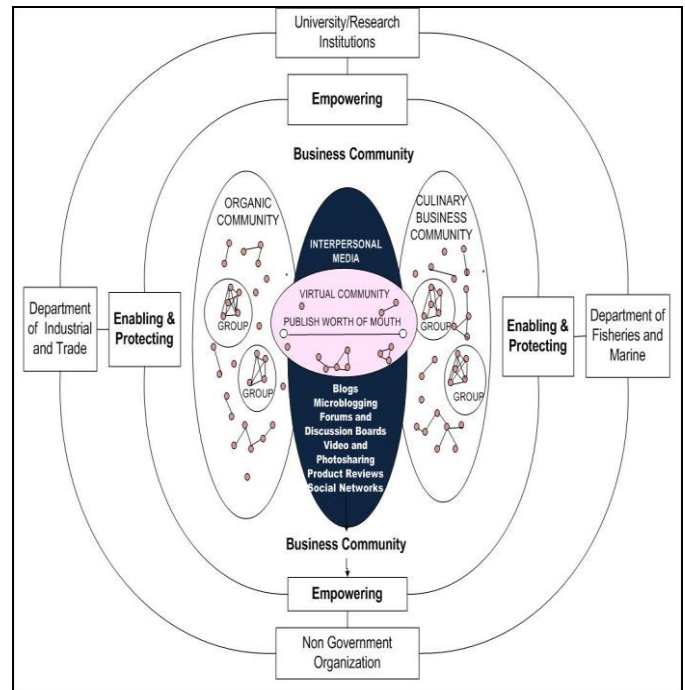 University/Research
Institutions
Empowering
Business Community
ORGANIC
COMMUNITY
CULINARY
BUSINESS
COMMUNITY
INTERPERSONAL
MEDIA
VIRTUAL COMMUNITY
PUBLISH WORTH OF MOUTH
GROUP
GROUP
GROUP
GROUP
Department
of Industrial
and Trade
Enabling &
Protecting
Enabling &
Protecting
Department of
Fisheries and
Marine
Blogs
Microblogging
Forums and
Discussion Boards
Video and
Photosharing
Product Reviews
Social Networks
Business Community
Empowering
Non Government
Organization